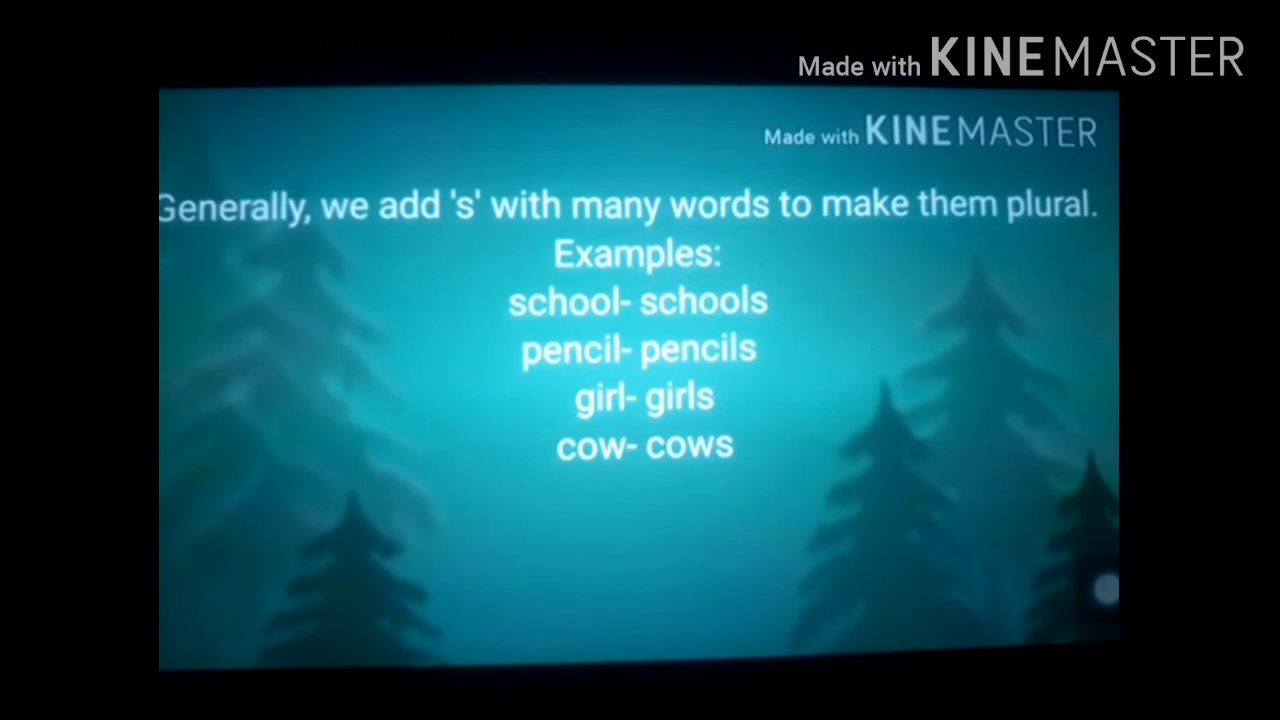 Made with KINEMASTER
Made with KINEMASTER
Generally, we add 's' with many words to make them plural.
Examples:
school- schools
pencil- pencils
girl- girls
cow- cows